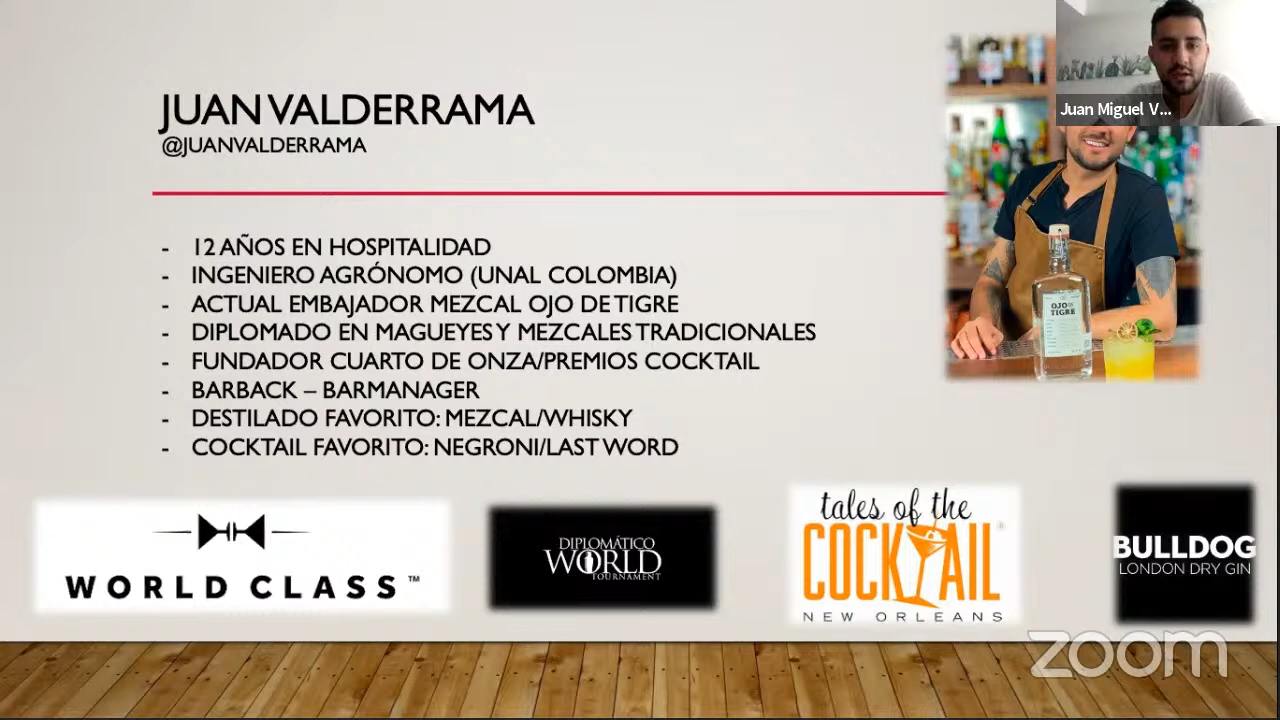 JUAN VALDERRAMA
@JUANVALDERRAMA
Juan Miguel V...
- 12 AÑOS EN HOSPITALIDAD
- INGENIERO AGRÓNOMO (UNAL COLOMBIA)
- ACTUAL EMBAJADOR MEZCAL OJO DE TIGRE
- DIPLOMADO EN MAGUEYES Y MEZCALES TRADICIONALES
- FUNDADOR CUARTO DE ONZA/PREMIOS COCKTAIL
- BARBACK – BARMANAGER
- DESTILADO FAVORITO: MEZCAL/WHISKY
- COCKTAIL FAVORITO: NEGRONI/LAST WORD
OJO DE
TIGRE
WORLD CLASS™
DIPLOMÁTICO
WORLD
TOURNAMENT
tales of the
COCKTAIL®
NEW ORLEANS
BULLDOG
LONDON DRY GIN
zoom